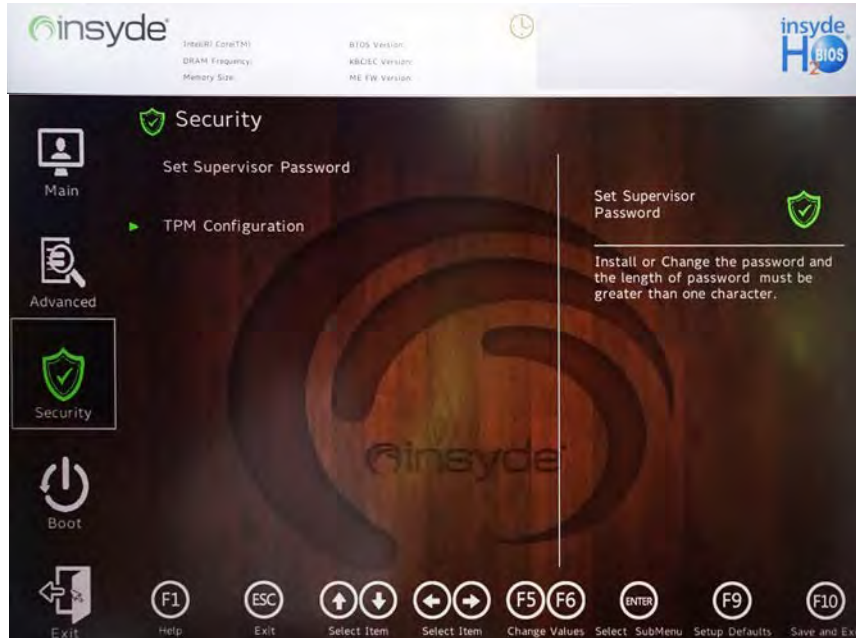 insyde
Intel(R) Core(TM)
DRAM Frequency:
Memory Size:
BIOS Version:
KBC/EC Version:
ME FW Version:
insyde
H2O
BIOS
Security
Set Supervisor Password
TPM Configuration
Set Supervisor
Password
Install or Change the password and
the length of password must be
greater than one character.
Main
Advanced
Security
Boot
Exit
insyde
F1
Help
ESC
Exit
Select Item
Select Item
F5 F6
Change Values
ENTER
Select SubMenu
F9
Setup Defaults
F10
Save and Ex